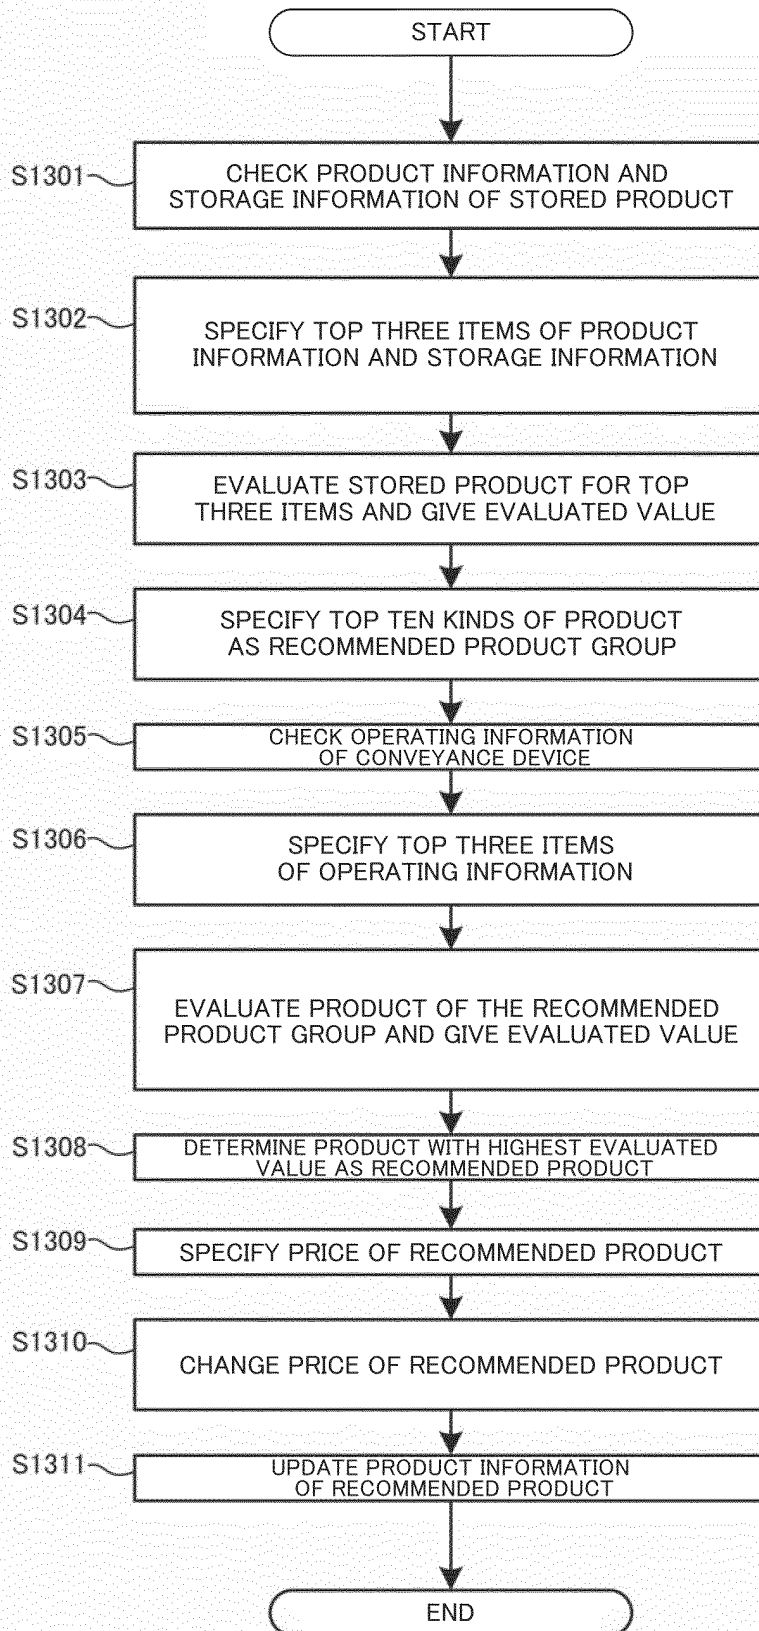 START
S1301
CHECK PRODUCT INFORMATION AND
STORAGE INFORMATION OF STORED PRODUCT
S1302
SPECIFY TOP THREE ITEMS OF PRODUCT
INFORMATION AND STORAGE INFORMATION
S1303
EVALUATE STORED PRODUCT FOR TOP
THREE ITEMS AND GIVE EVALUATED VALUE
S1304
SPECIFY TOP TEN KINDS OF PRODUCT
AS RECOMMENDED PRODUCT GROUP
S1305
CHECK OPERATING INFORMATION
OF CONVEYANCE DEVICE
S1306
SPECIFY TOP THREE ITEMS
OF OPERATING INFORMATION
S1307
EVALUATE PRODUCT OF THE RECOMMENDED
PRODUCT GROUP AND GIVE EVALUATED VALUE
S1308
DETERMINE PRODUCT WITH HIGHEST EVALUATED
VALUE AS RECOMMENDED PRODUCT
S1309
SPECIFY PRICE OF RECOMMENDED PRODUCT
S1310
CHANGE PRICE OF RECOMMENDED PRODUCT
S1311
UPDATE PRODUCT INFORMATION
OF RECOMMENDED PRODUCT
END